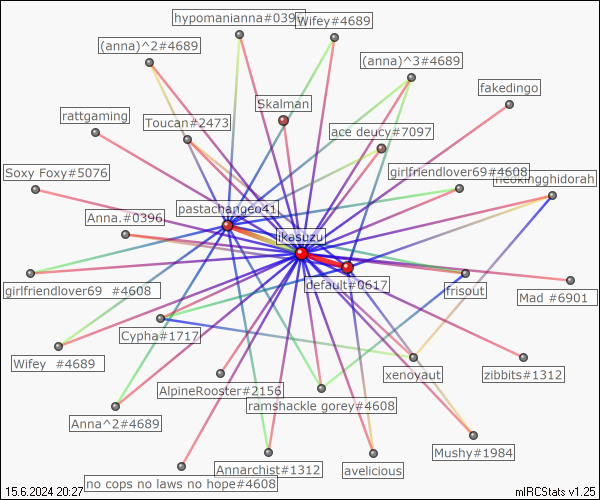 hypomanianna#039
Wifey#4689
(anna)^2#4689
(anna)^3#4689
fakedingo
Skalman
rattgaming
Toucan#2473
ace deucy#7097
Soxy Foxy#5076
girlfriendlover69#4608
neokingghidorah
pastachangeo41
Anna.#0396
ikasuzu
default#0617
girlfriendlover69 #4608
frisout
Mad #6901
Cypha#1717
Wifey #4689
xenoyaut
zibbits#1312
AlpineRooster#2156
ramshackle gorey#4608
Anna^2#4689
Mushy#1984
Annarchist#1312
avelicious
no cops no laws no hope#4608
15.6.2024 20:27
mIRCStats v1.25